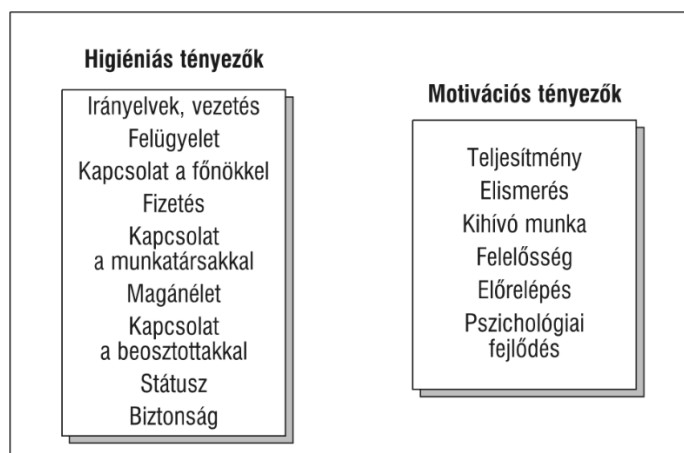 Higiéniás tényezők
Irányelvek, vezetés
Felügyelet
Kapcsolat a főnökkel
Fizetés
Kapcsolat
a munkatársakkal
Magánélet
Kapcsolat
a beosztottakkal
Státusz
Biztonság
Motivációs tényezők
Teljesítmény
Elismerés
Kihívó munka
Felelősség
Előrelépés
Pszichológiai
fejlődés